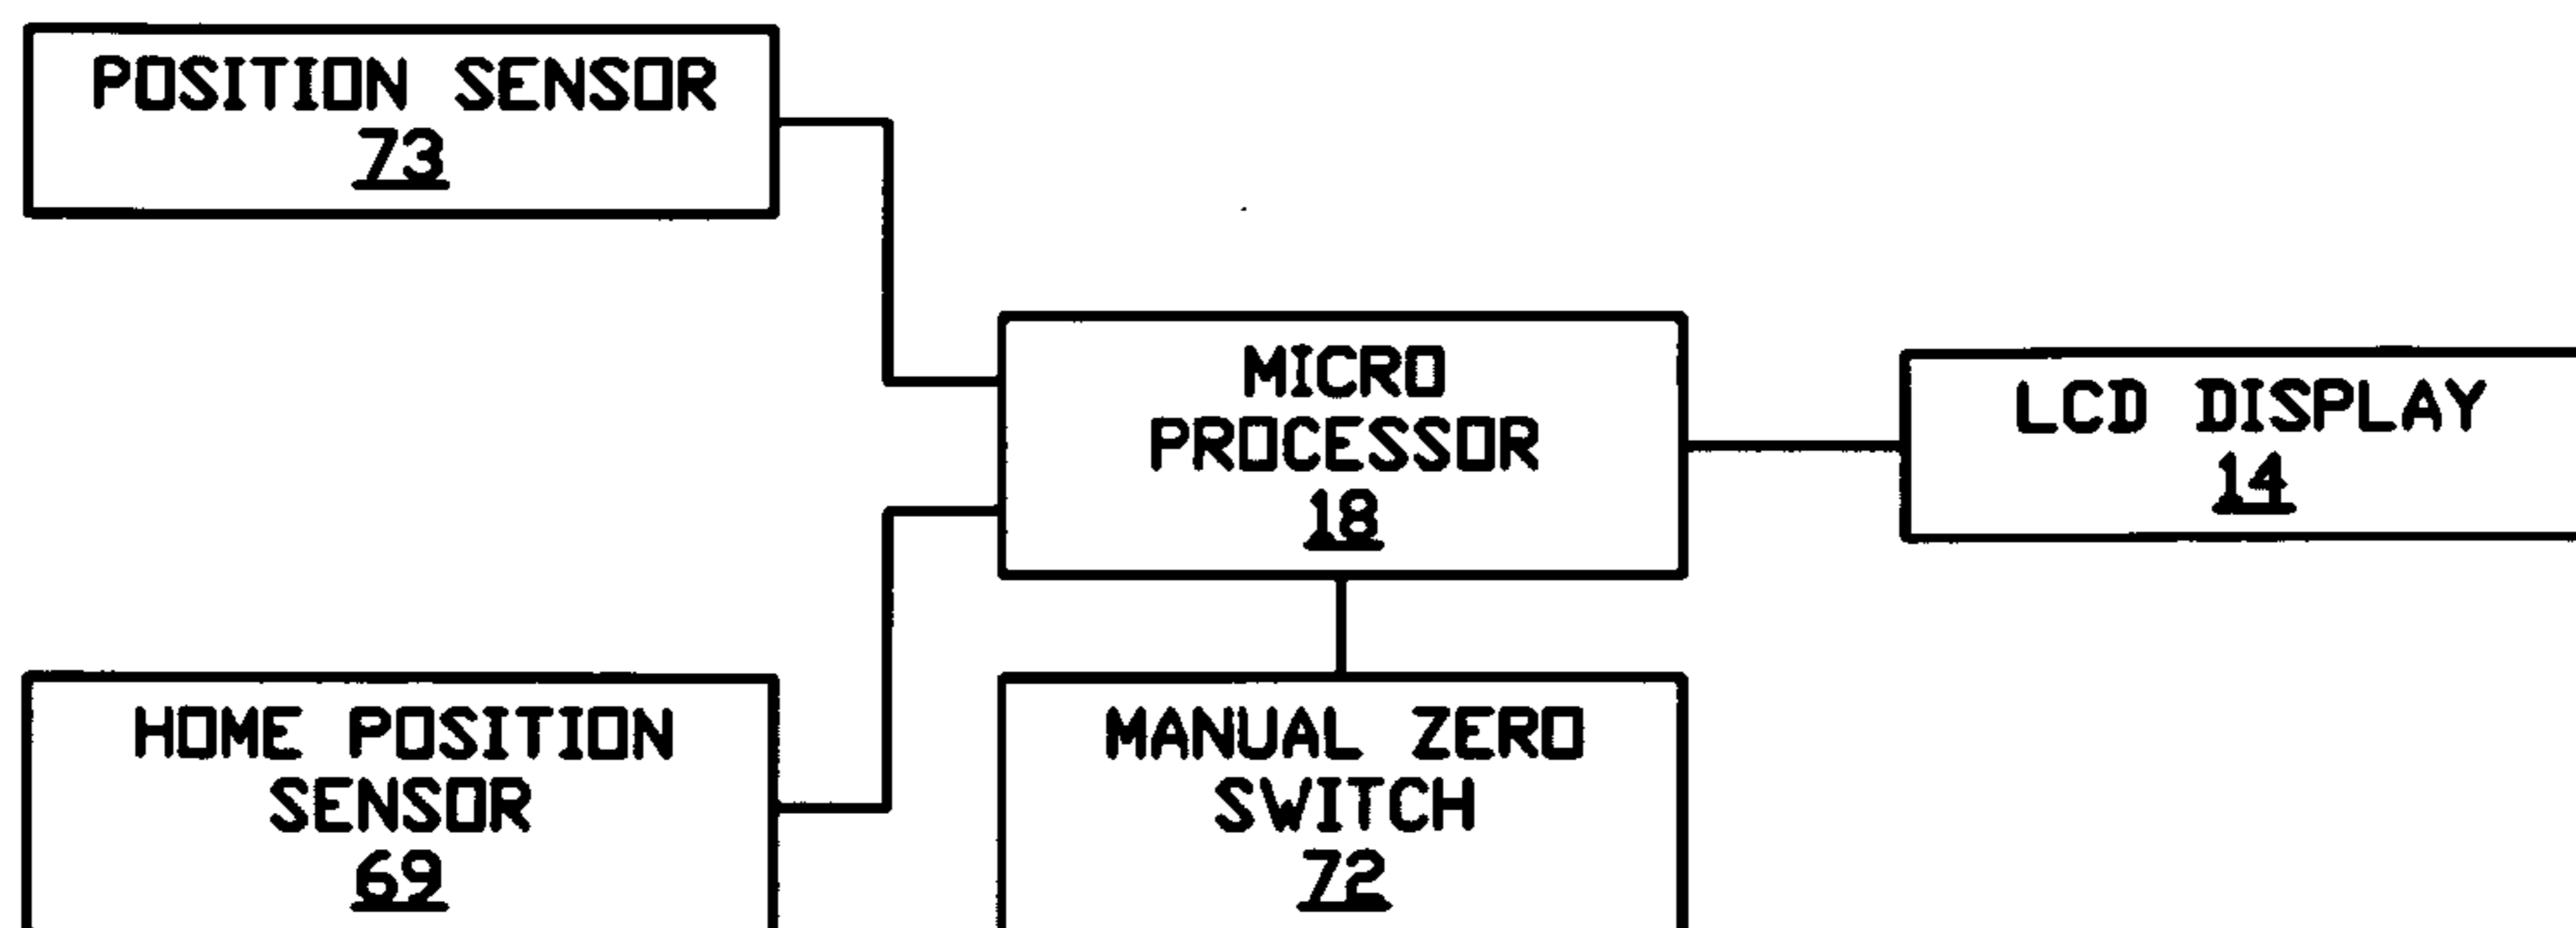 POSITION SENSOR
73
MICRO
PROCESSOR
18
LCD DISPLAY
14
HOME POSITION
SENSOR
69
MANUAL ZERO
SWITCH
72